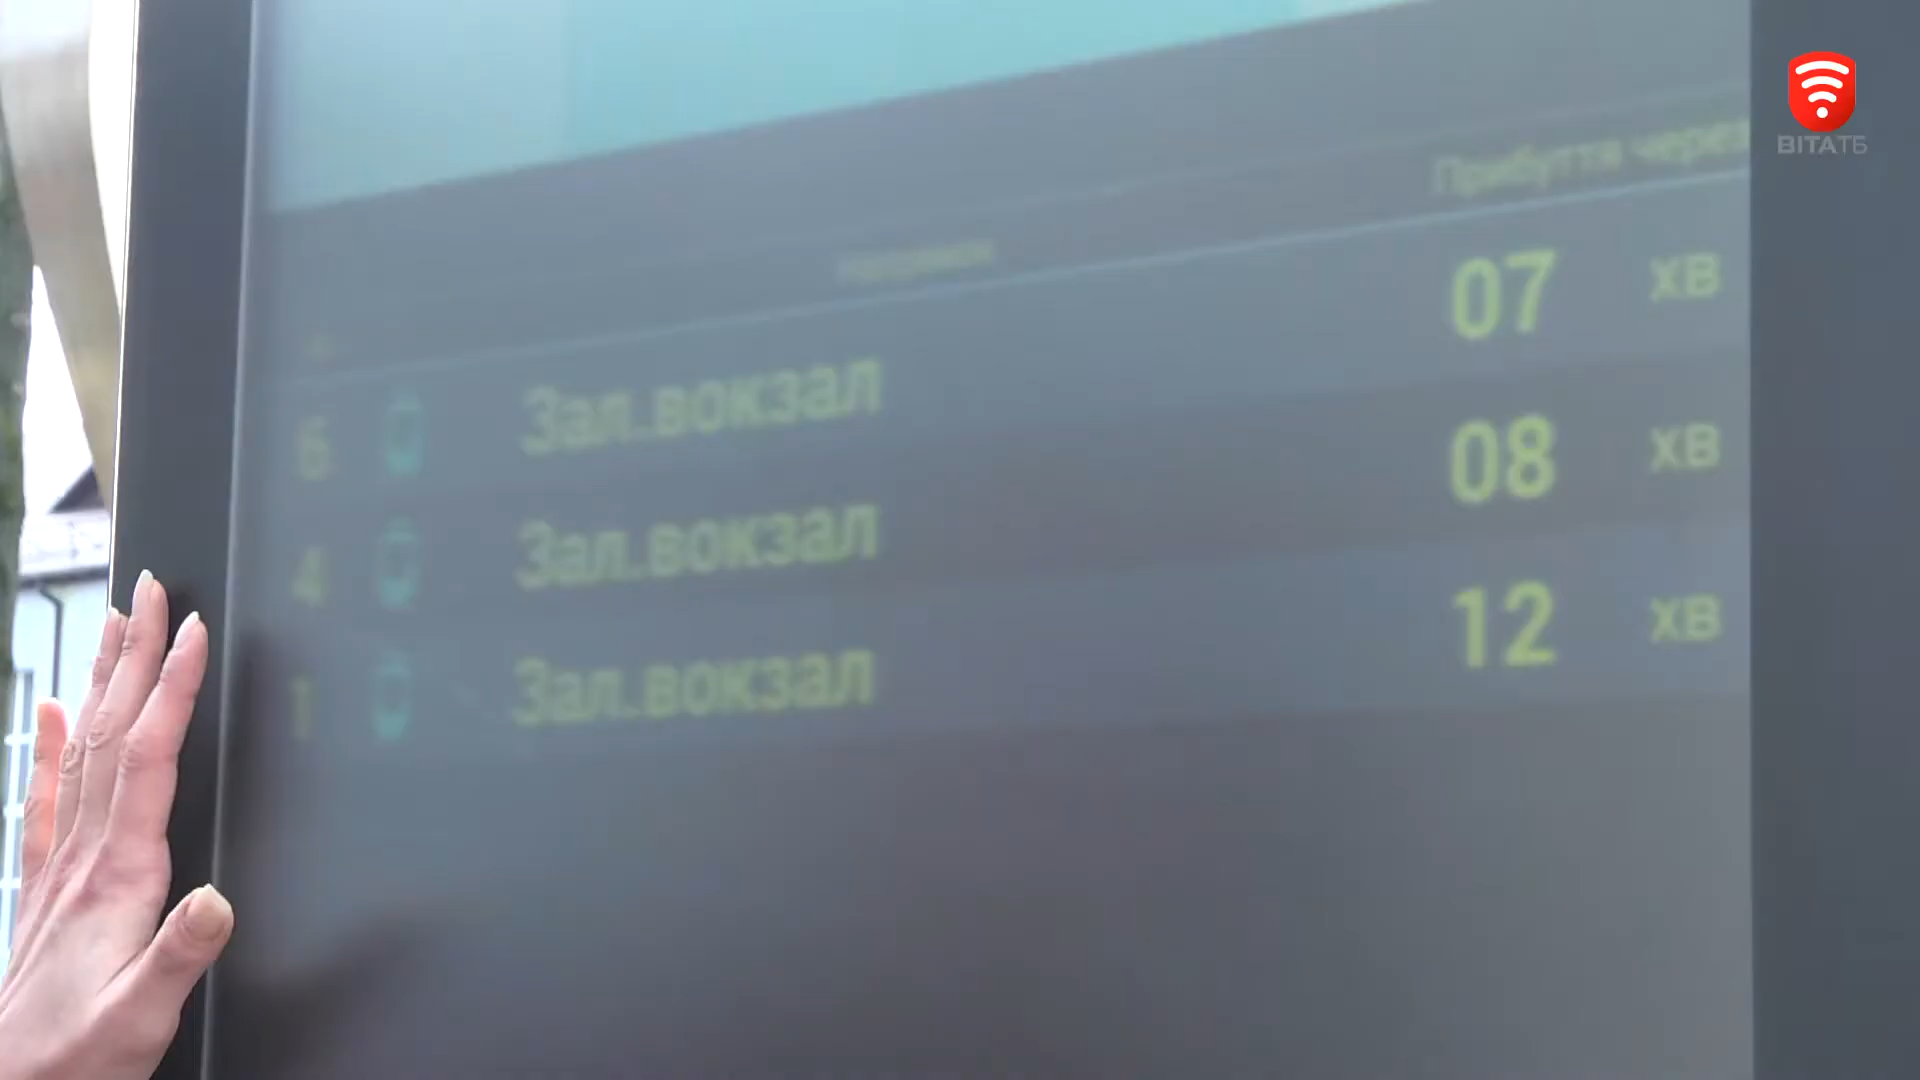 ВІТАТБ
Прибуття через
6 Зал.вокзал 07 хв
4 Зал.вокзал 08 хв
1 Зал.вокзал 12 хв